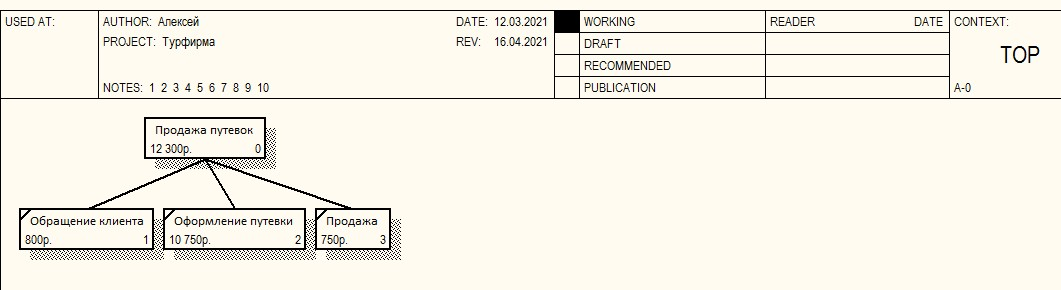 USED AT: AUTHOR: Алексей DATE: 12.03.2021 WORKING READER DATE CONTEXT:
PROJECT: Турфирма REV: 16.04.2021 DRAFT
TOP
RECOMMENDED
NOTES: 1 2 3 4 5 6 7 8 9 10 PUBLICATION A-0
Продажа путевок
12 300р. 0
Обращение клиента Оформление путевки Продажа
800р. 1 10 750р. 2 750р. 3